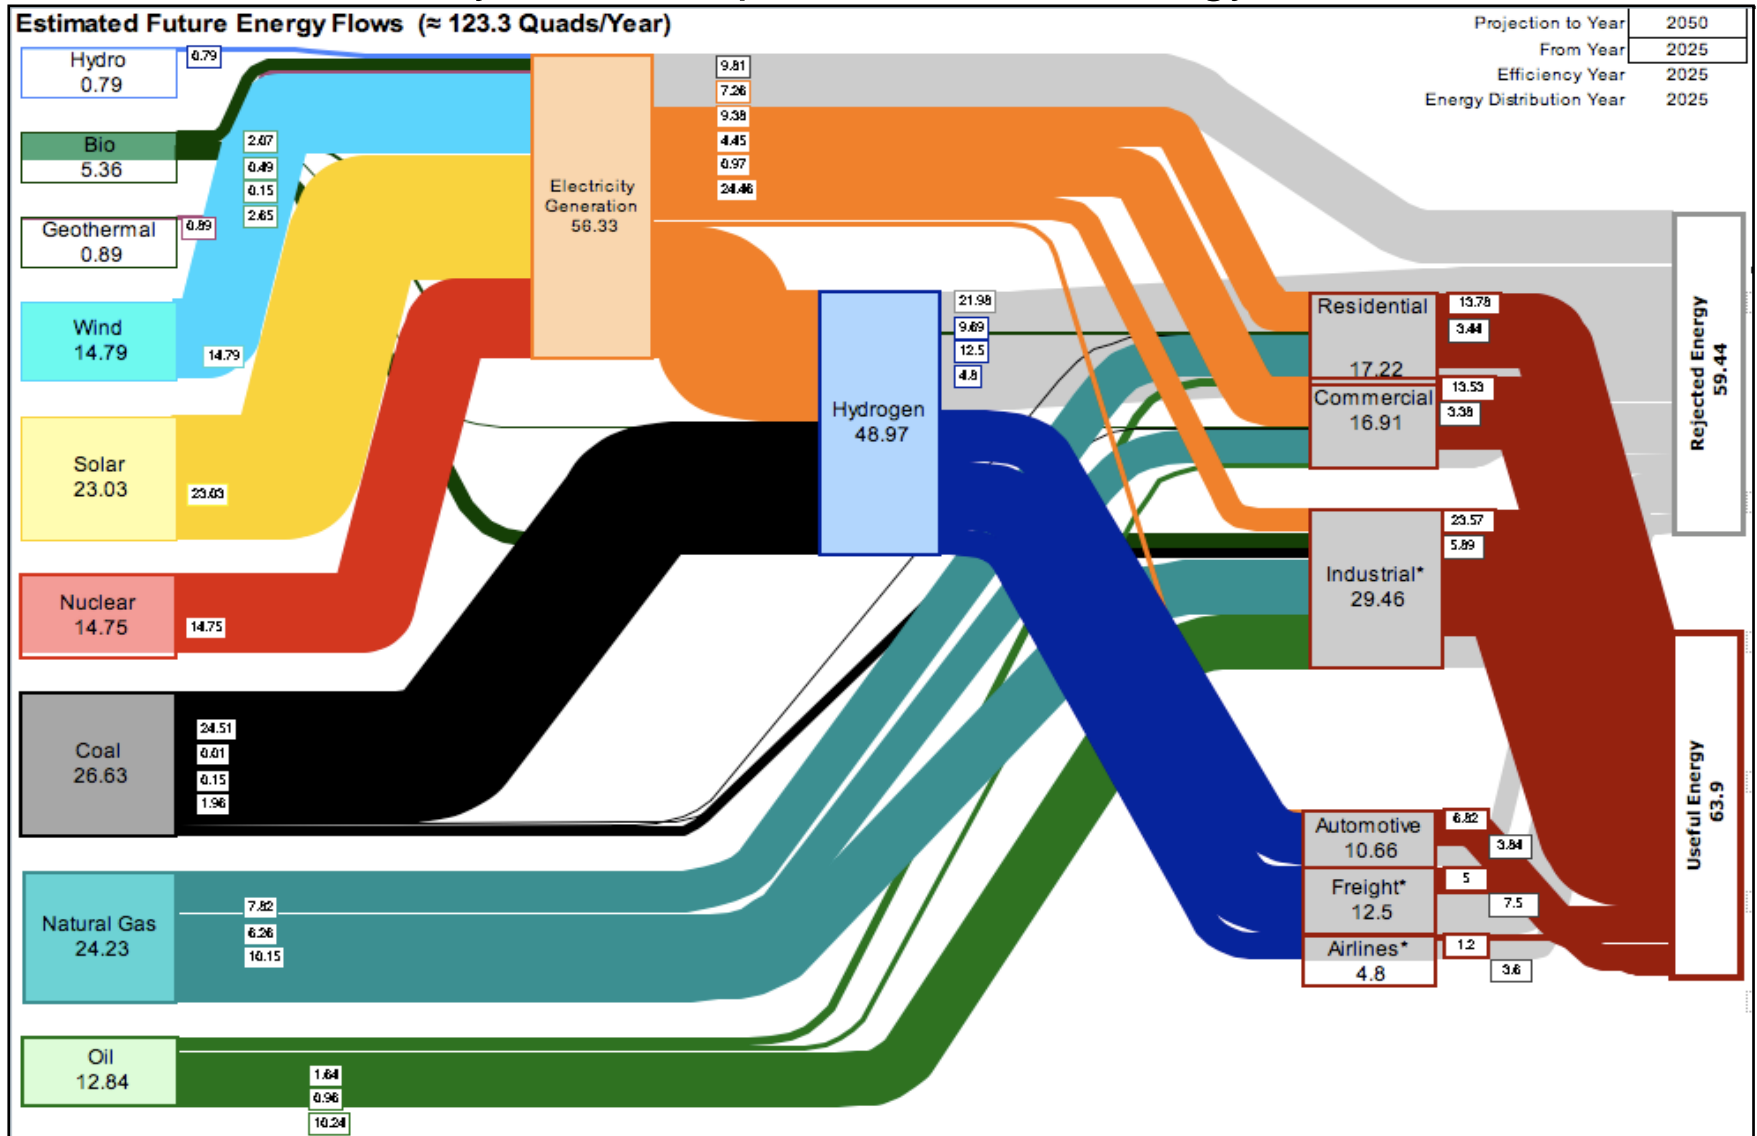 Estimated Future Energy Flows (≈ 123.3 Quads/Year)
Projection to Year 2050
From Year 2025
Efficiency Year 2025
Energy Distribution Year 2025
Hydro
0.79
0.79
Bio
5.36
2.07
0.49
0.15
2.65
Geothermal
0.89
0.89
Wind
14.79
14.79
Solar
23.03
23.03
Nuclear
14.75
14.75
Coal
26.63
24.51
0.01
0.15
1.96
Natural Gas
24.23
7.82
6.26
10.15
Oil
12.84
1.64
0.96
10.24
Electricity
Generation
56.33
9.81
7.26
9.38
4.45
0.97
24.46
Hydrogen
48.97
21.98
9.69
12.5
4.8
Residential
17.22
13.78
3.44
Commercial
16.91
13.53
3.38
Industrial*
29.46
23.57
5.89
Automotive
10.66
6.82
3.84
Freight*
12.5
5
7.5
Airlines*
4.8
1.2
3.6
Rejected Energy
59.44
Useful Energy
63.9